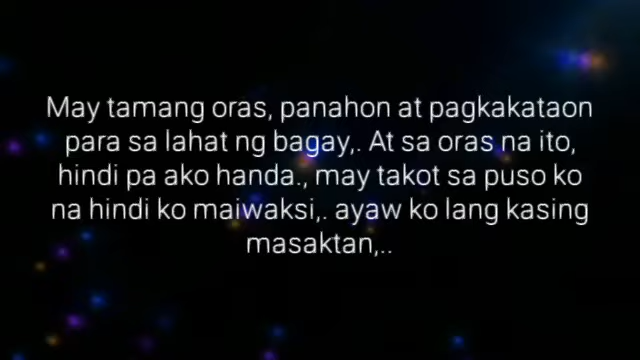 May tamang oras, panahon at pagkakataon
para sa lahat ng bagay,. At sa oras na ito,
hindi pa ako handa., may takot sa puso ko
na hindi ko maiwaksi,. ayaw ko lang kasing
masaktan,..